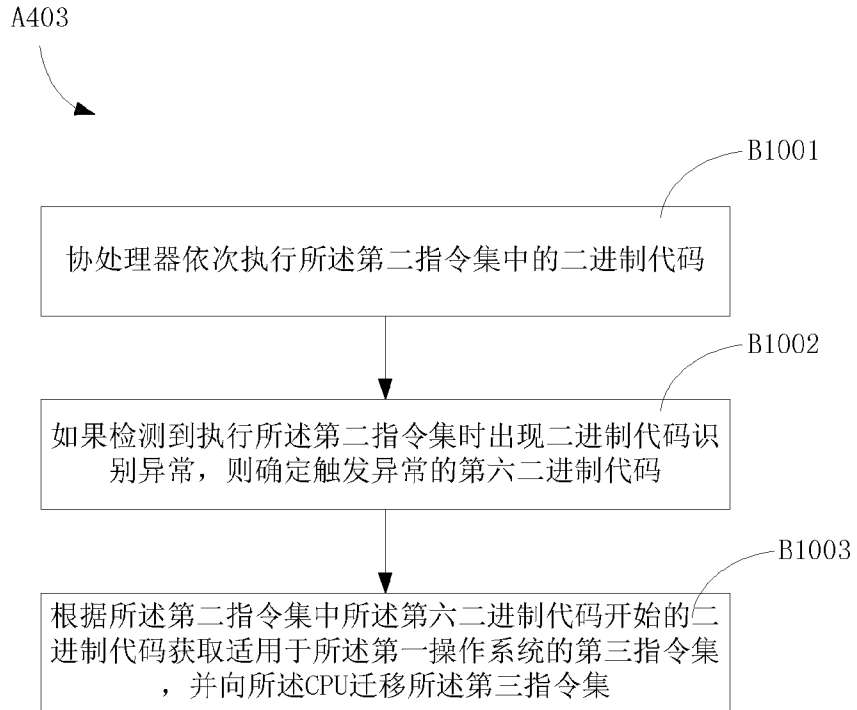 A403
B1001
协处理器依次执行所述第二指令集中的二进制代码
B1002
如果检测到执行所述第二指令集时出现二进制代码识
别异常，则确定触发异常的第六二进制代码
B1003
根据所述第二指令集中所述第六二进制代码开始的二
进制代码获取适用于所述第一操作系统的第三指令集
，并向所述CPU迁移所述第三指令集